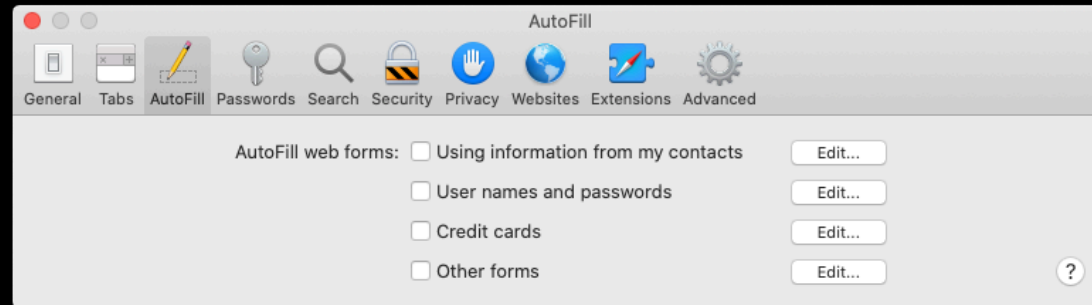 AutoFill
General Tabs AutoFill Passwords Search Security Privacy Websites Extensions Advanced
AutoFill web forms: Using information from my contacts Edit...
User names and passwords Edit...
Credit cards Edit...
Other forms Edit... ?